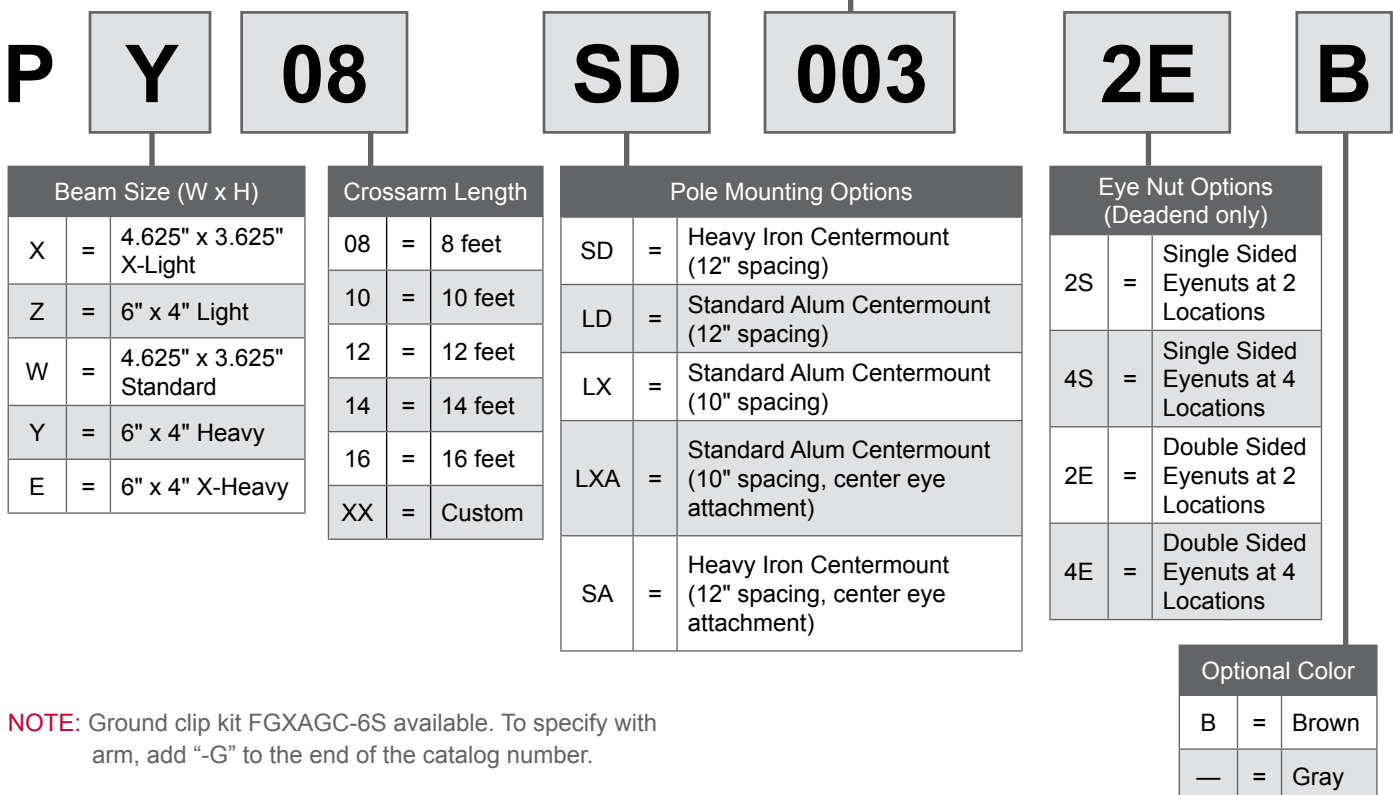 P Y 08 SD 003 2E B
Beam Size (W x H)
X = 4.625" x 3.625"
X-Light
Z = 6" x 4" Light
W = 4.625" x 3.625"
Standard
Y = 6" x 4" Heavy
E = 6" x 4" X-Heavy
Crossarm Length
08 = 8 feet
10 = 10 feet
12 = 12 feet
14 = 14 feet
16 = 16 feet
XX = Custom
Pole Mounting Options
SD = Heavy Iron Centermount
(12" spacing)
LD = Standard Alum Centermount
(12" spacing)
LX = Standard Alum Centermount
(10" spacing)
LXA = Standard Alum Centermount
(10" spacing, center eye
attachment)
SA = Heavy Iron Centermount
(12" spacing, center eye
attachment)
Eye Nut Options
(Deadend only)
2S = Single Sided
Eyenuts at 2
Locations
4S = Single Sided
Eyenuts at 4
Locations
2E = Double Sided
Eyenuts at 2
Locations
4E = Double Sided
Eyenuts at 4
Locations
Optional Color
B = Brown
— = Gray
NOTE: Ground clip kit FGXAGC-6S available. To specify with
arm, add “-G” to the end of the catalog number.